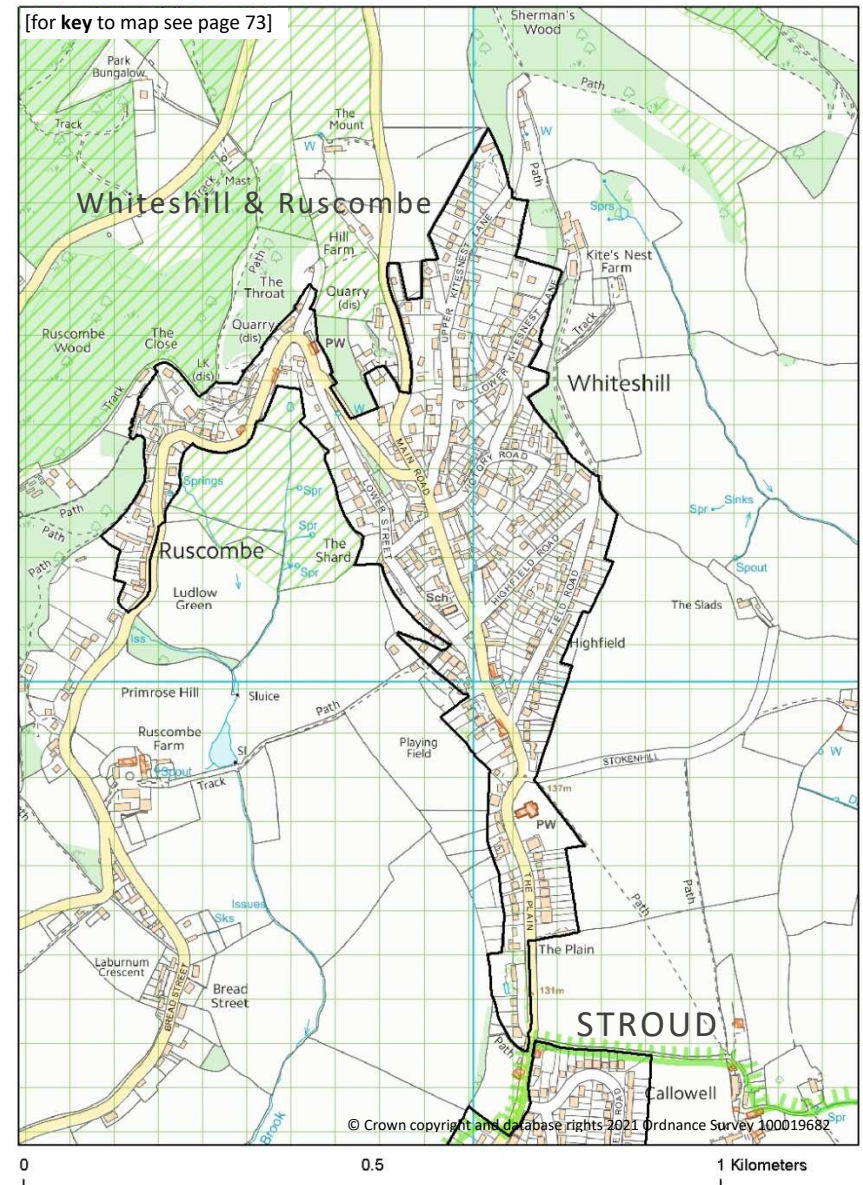 [for key to map see page 73]
Sherman's
Wood
Park
Bungalow
Path
Track
The
Mount
W
W
Path
Mast
Track
Sprs
Whiteshill & Ruscombe
Hill
Farm
Path
UPPER KITESNEST LANE
Kite's Nest
Farm
The
Throat
Quarry
(dis)
LOWER KITESNEST LANE
Track
Quarry
(dis)
Ruscombe
Wood
The
Close
PW
LK
(dis)
Whiteshill
Track
W
MAIN ROAD
VICTORY ROAD
Springs
Spr
LOWER STREET
Sinks
Spr
Path
Spr
Path
Ruscombe
The
Shard
HIGHFIELD ROAD
Spr
Spout
Path
Ludlow
Green
FIELD ROAD
Sch
The Slads
Iss
Highfield
Primrose Hill
Sluice
Path
Ruscombe
Farm
Sl
Playing
Field
STOKENHILL
W
Spout
Track
137m
PW
Path
Path
THE PLAIN
Issues
Sks
The Plain
Laburnum
Crescent
Bread
Street
BREAD STREET
131m
STROUD
Path
Callowell
Brook
© Crown copyright and database rights 2021 Ordnance Survey 100019682
Spr
0 0.5 1 Kilometers